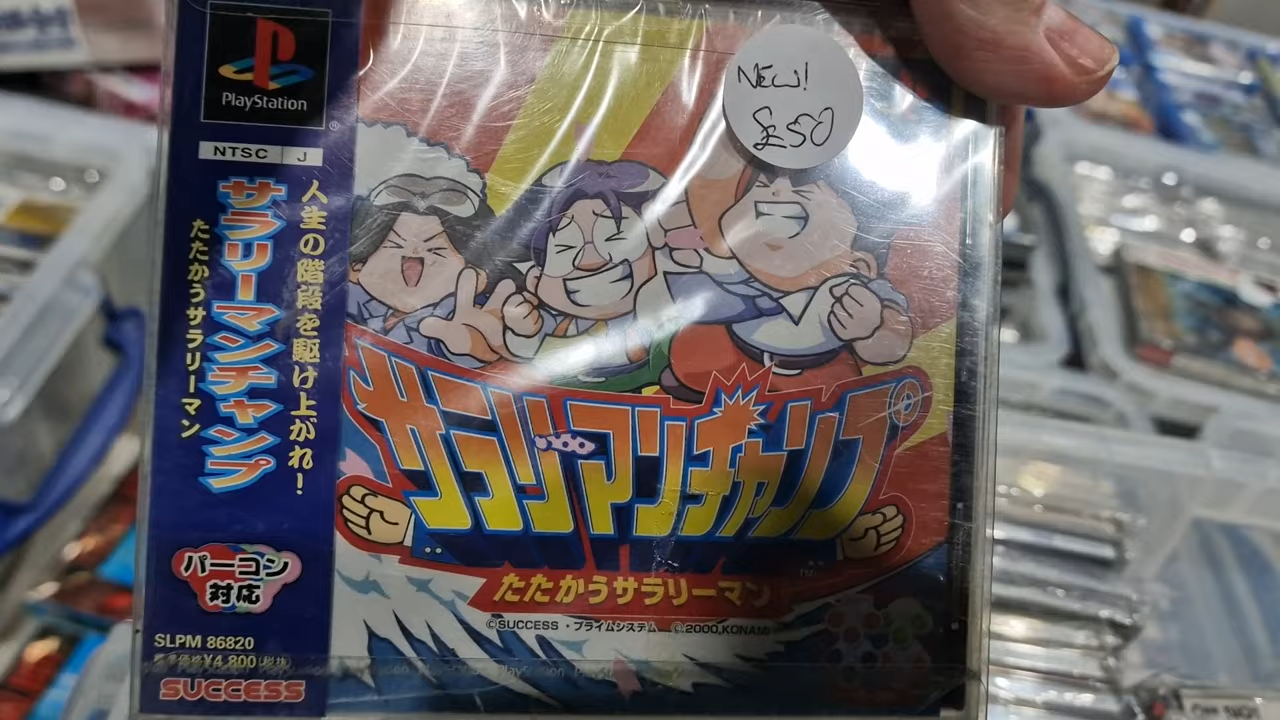 PlayStation
NTSC J
人生の階段を駆け上がれ!
サラリーマンチャンプ
たたかうサラリーマン
パーコン
対応
SLPM 86820
¥4,800
SUCCESS
NEW!
£50
サラリーマンチャンプ
たたかうサラリーマン
TM
©SUCCESS・プライムシステム ©2000,KONAMI